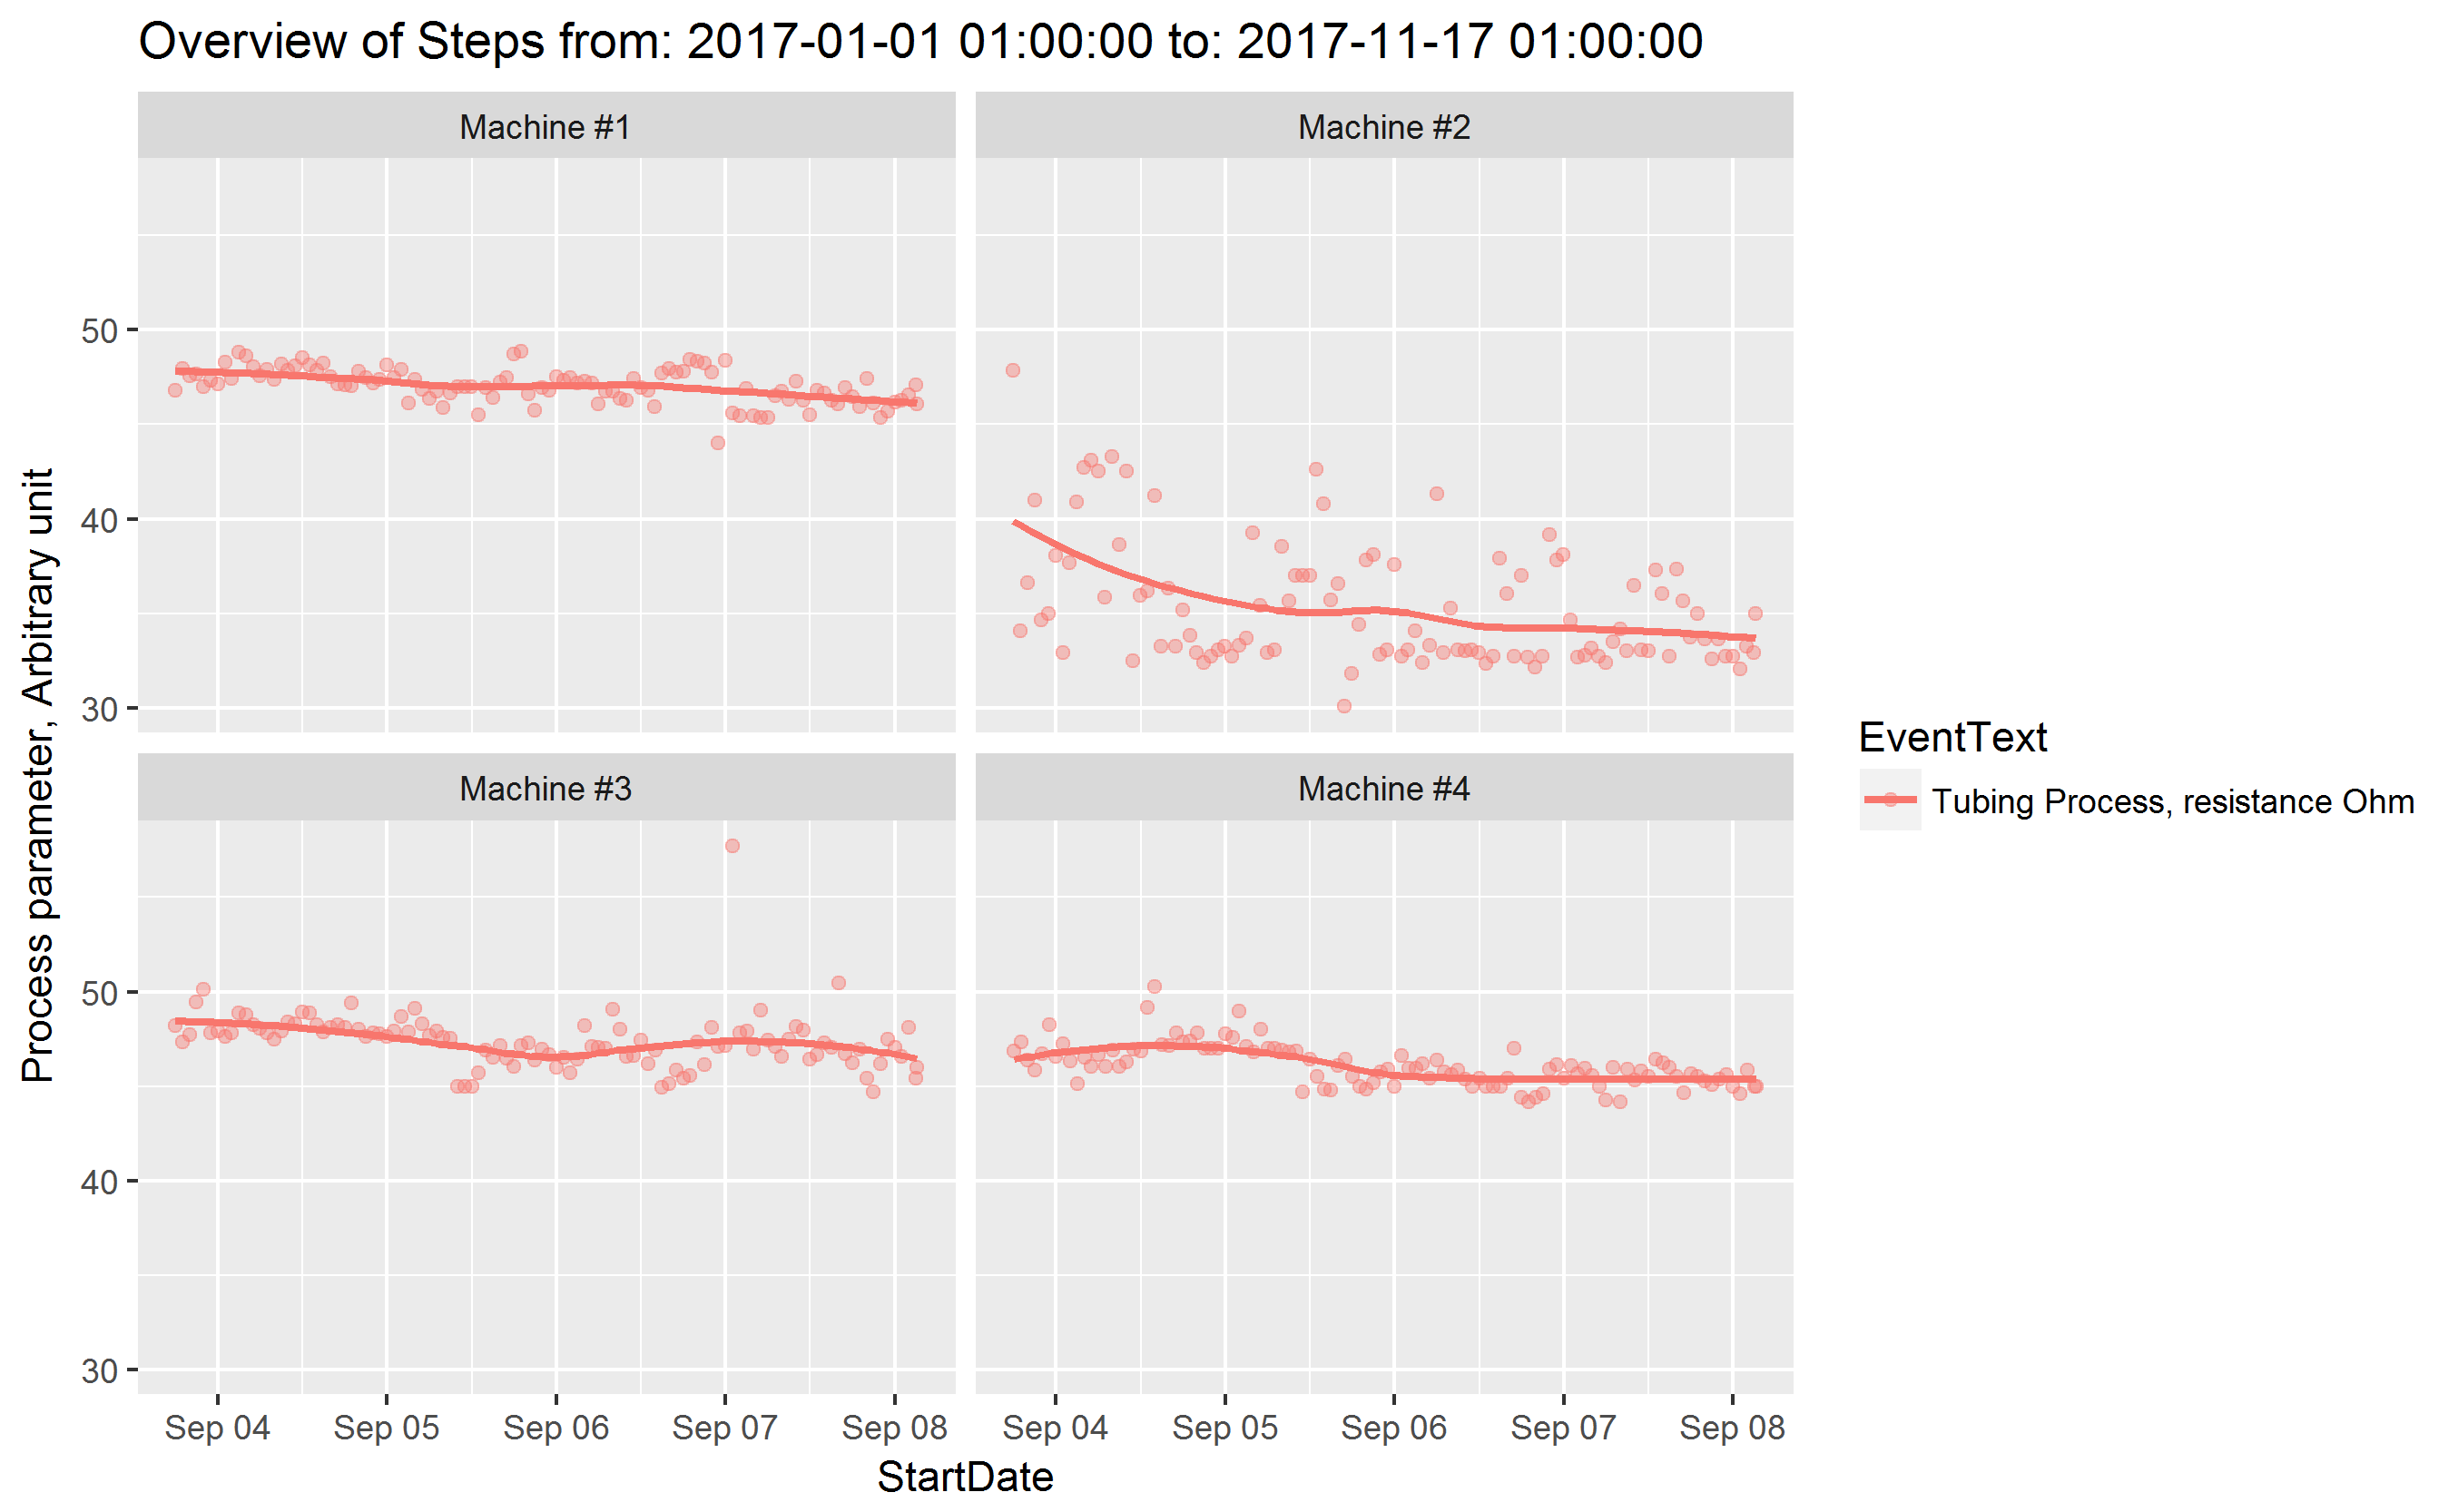 Overview of Steps from: 2017-01-01 01:00:00 to: 2017-11-17 01:00:00
Machine #1
Machine #2
50
40
30
Machine #3
Machine #4
50
40
30
Sep 04
Sep 05
Sep 06
Sep 07
Sep 08
Sep 04
Sep 05
Sep 06
Sep 07
Sep 08
StartDate
Process parameter, Arbitrary unit
EventText
Tubing Process, resistance Ohm